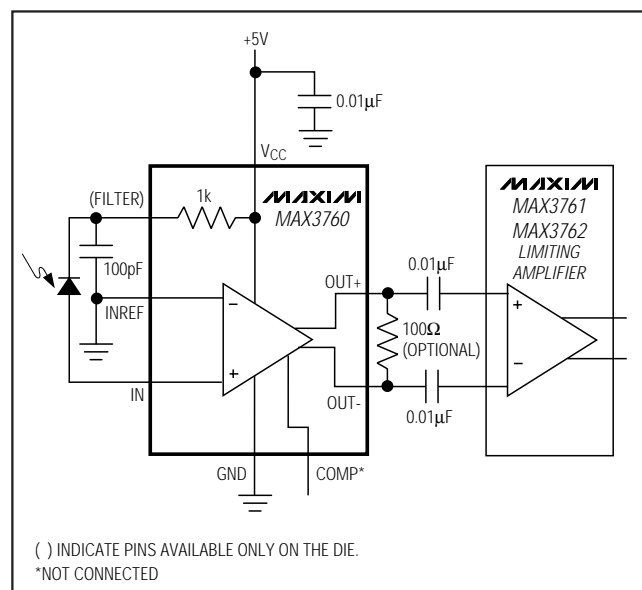 +5V
0.01µF
VCC
(FILTER)
1k
MAXIM
MAX3760
MAXIM
MAX3761
MAX3762
LIMITING
AMPLIFIER
100pF
0.01µF
OUT+
INREF
−
+
100Ω
(OPTIONAL)
+
−
IN
OUT-
0.01µF
GND
COMP*
( ) INDICATE PINS AVAILABLE ONLY ON THE DIE.
*NOT CONNECTED